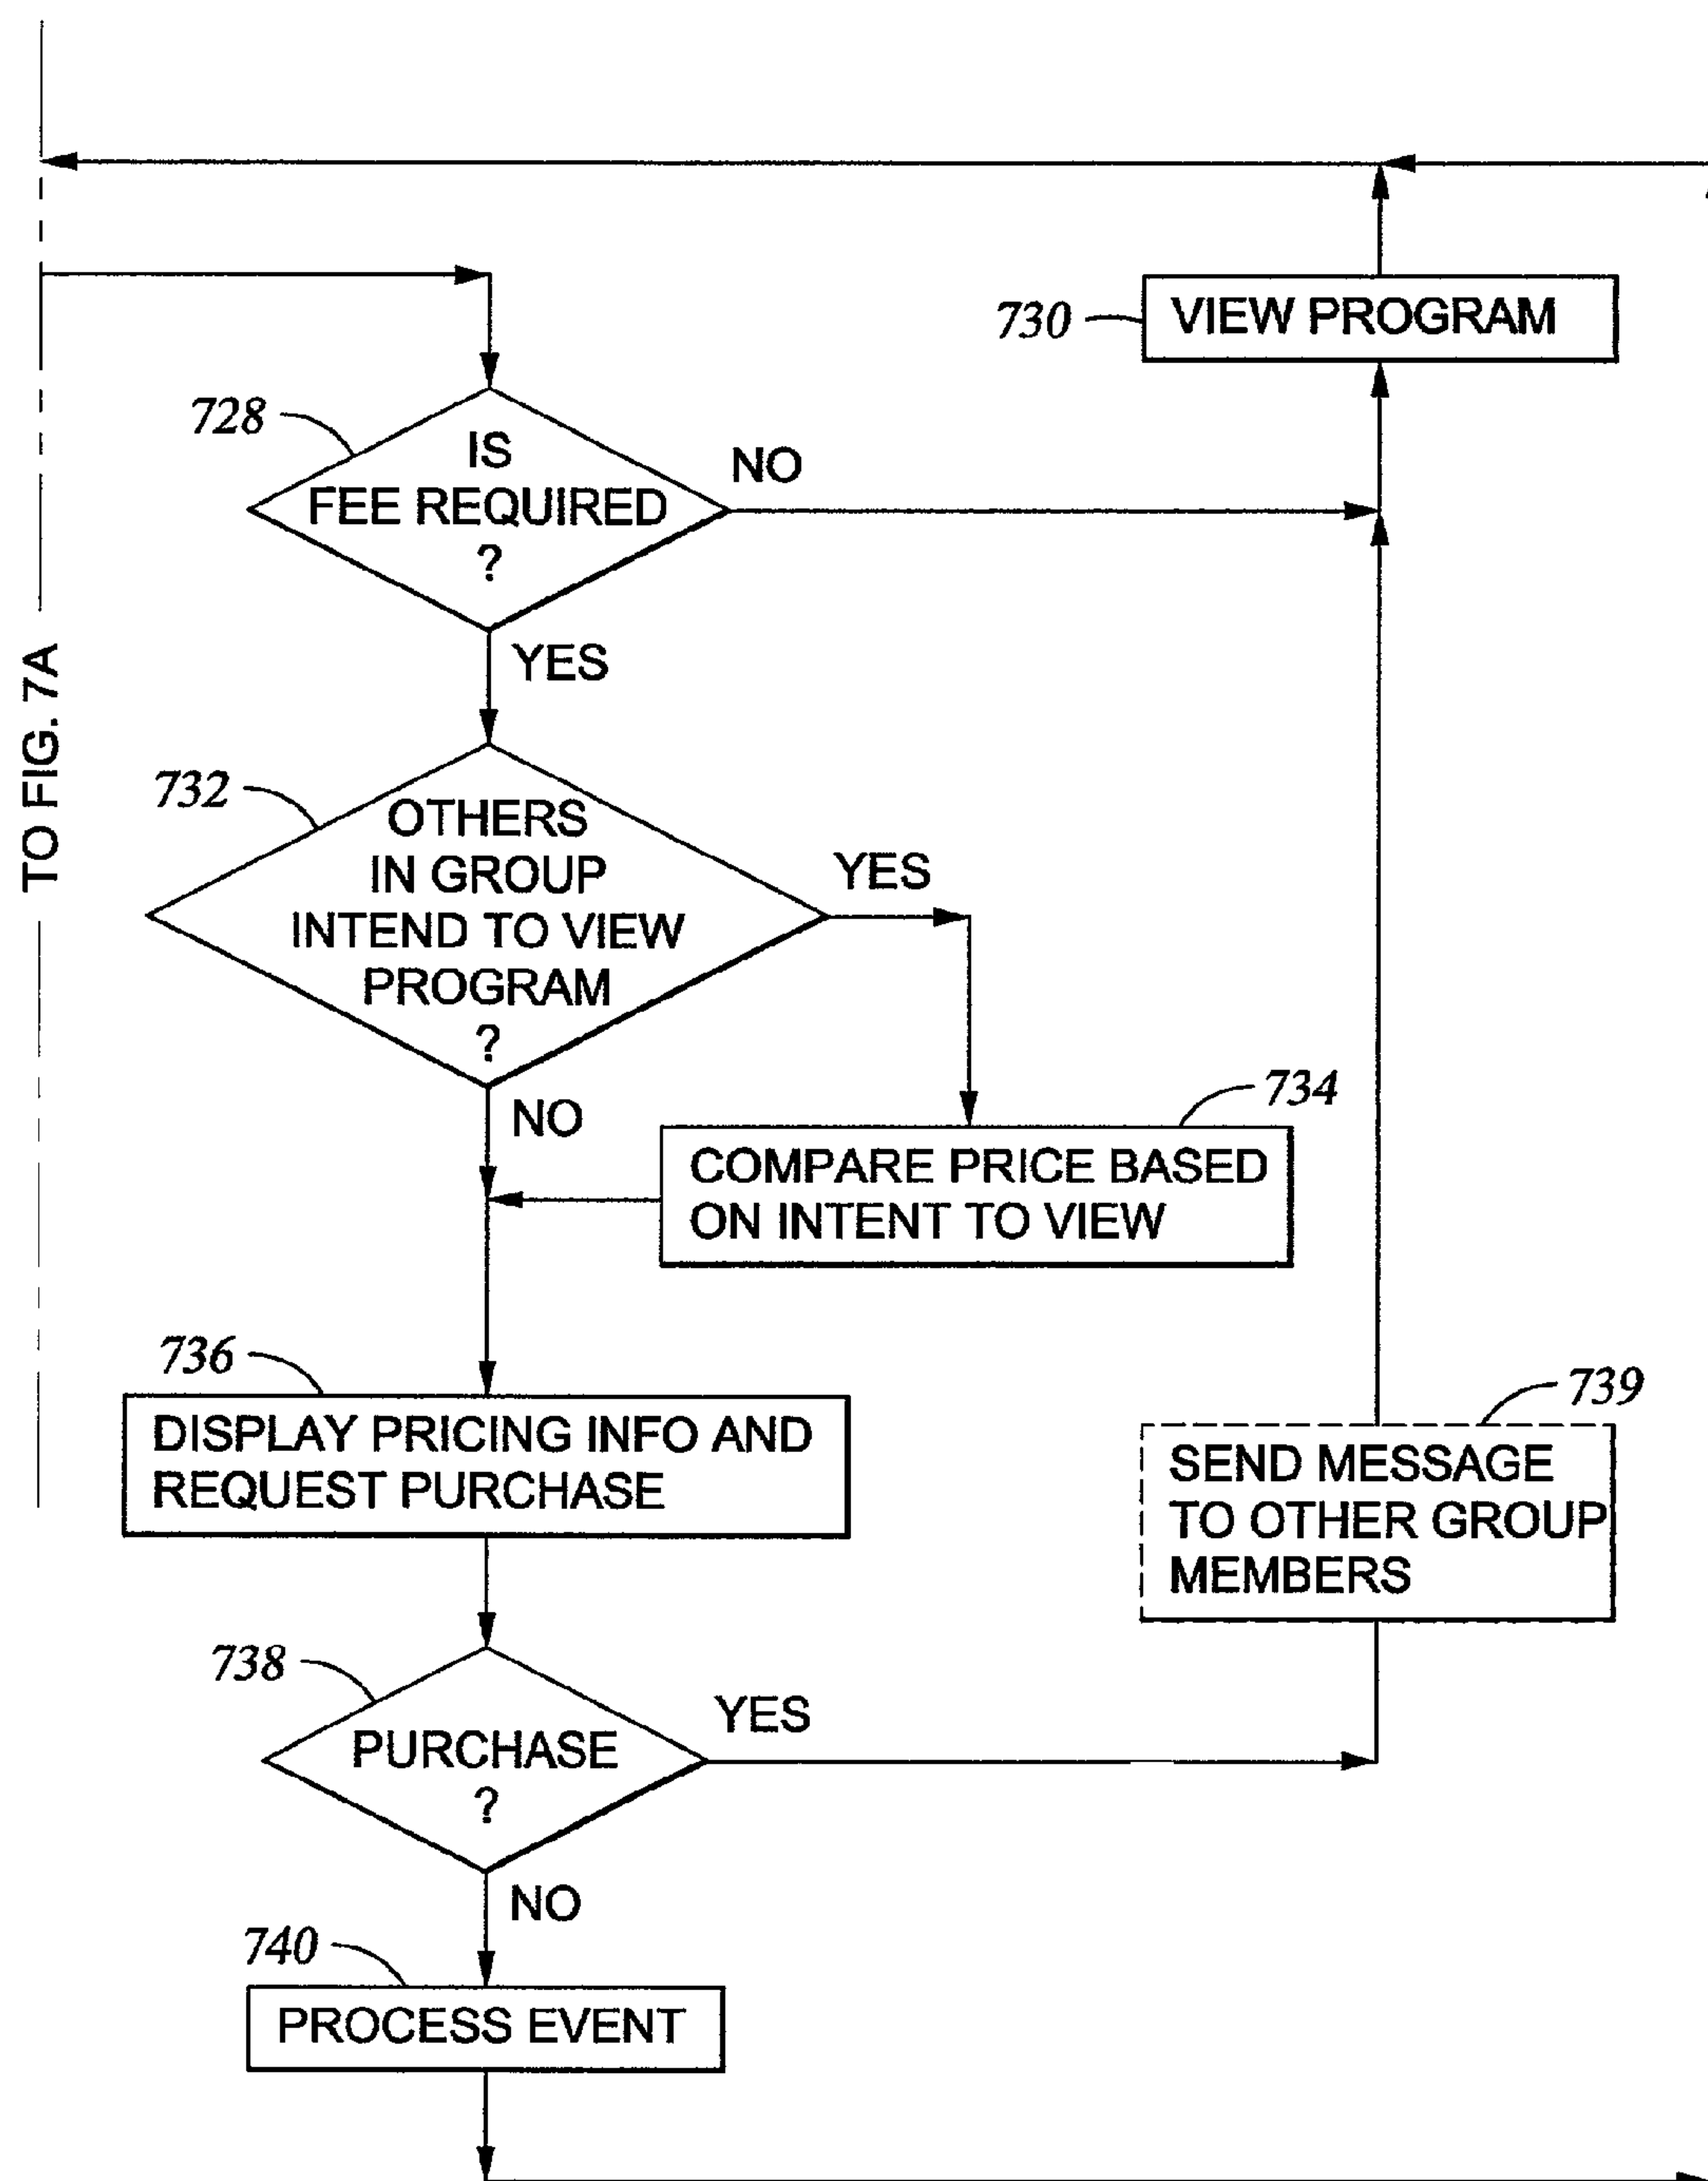 730
VIEW PROGRAM
728
IS
FEE REQUIRED
?
NO
YES
TO FIG. 7A
732
OTHERS
IN GROUP
INTEND TO VIEW
PROGRAM
?
YES
NO
734
COMPARE PRICE BASED
ON INTENT TO VIEW
736
DISPLAY PRICING INFO AND
REQUEST PURCHASE
739
SEND MESSAGE
TO OTHER GROUP
MEMBERS
738
PURCHASE
?
YES
NO
740
PROCESS EVENT